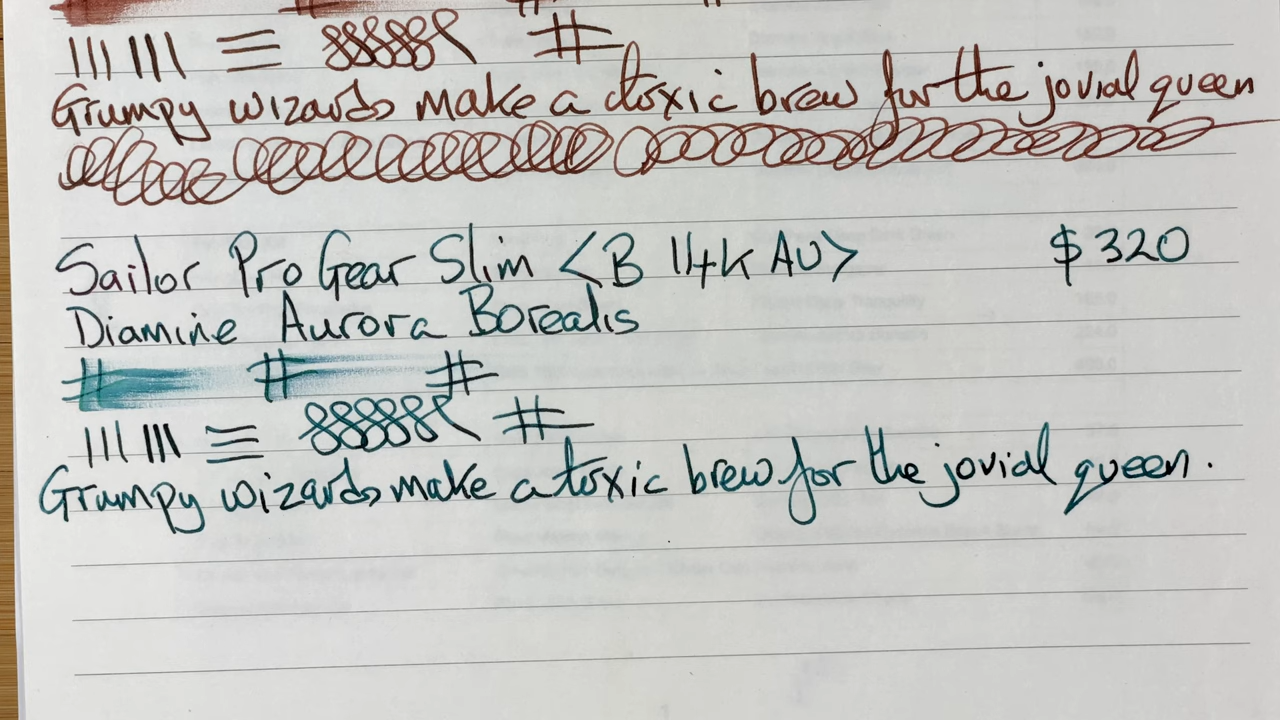 Grumpy wizards make a toxic brew for the jovial queen
Sailor Pro Gear Slim <B 14K AU> $320
Diamine Aurora Borealis
# # #
#
Grumpy wizards make a toxic brew for the jovial queen.